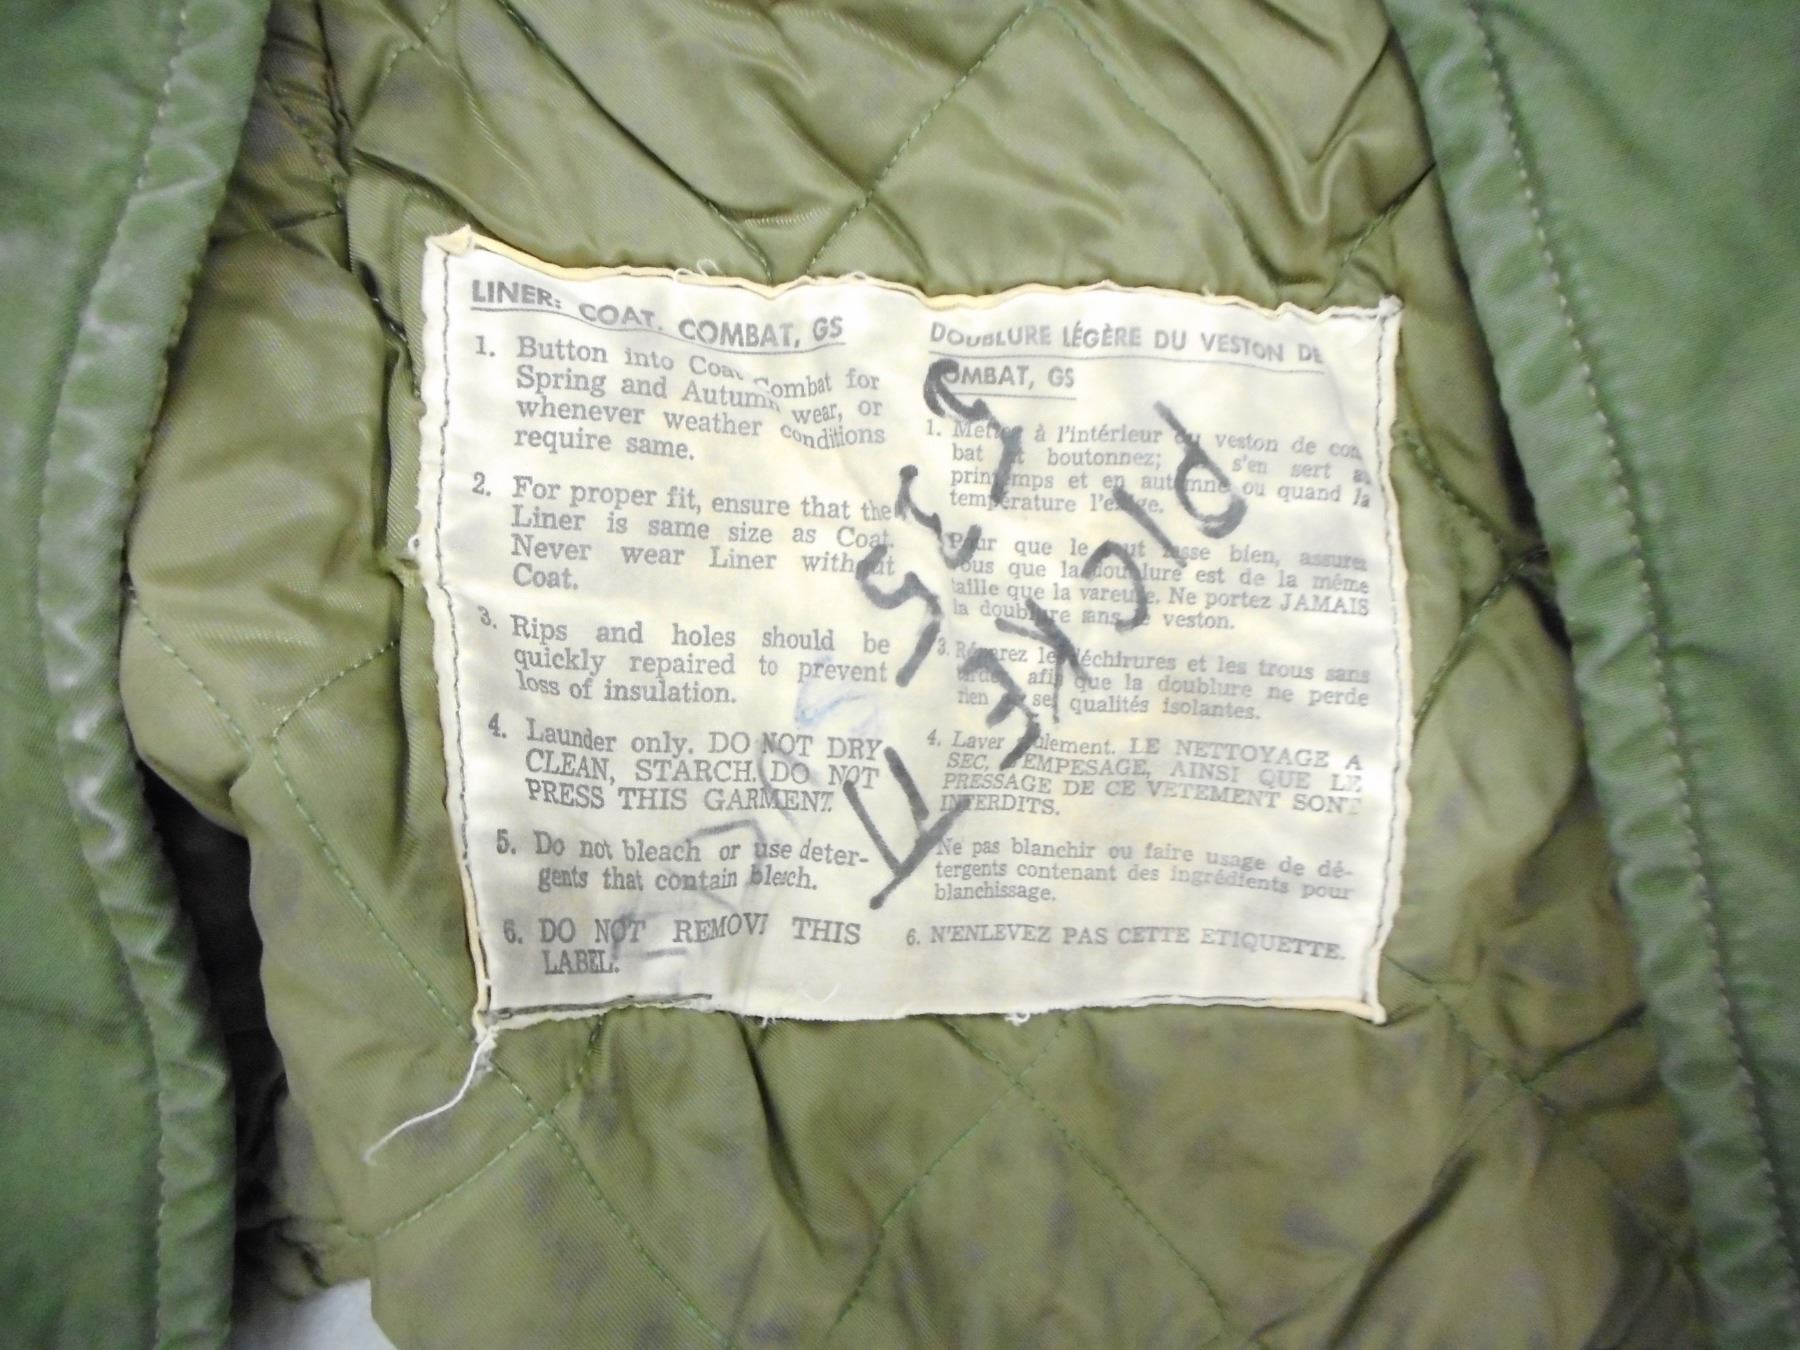 LINER: COAT, COMBAT, GS
1. Button into Coat Combat for
Spring and Autumn wear, or
whenever weather conditions
require same.
2. For proper fit, ensure that the
Liner is same size as Coat.
Never wear Liner without
Coat.
3. Rips and holes should be
quickly repaired to prevent
loss of insulation.
4. Launder only. DO NOT DRY
CLEAN, STARCH. DO NOT
PRESS THIS GARMENT.
5. Do not bleach or use deter-
gents that contain bleach.
6. DO NOT REMOVE THIS
LABEL.
DOUBLURE LÉGÈRE DU VESTON DE
COMBAT, GS
1. Mettez à l'intérieur du veston de com
bat et boutonnez; s'en sert au
printemps et en automne ou quand la
température l'exige.
Pour que le tout fasse bien, assurez
vous que la doublure est de la même
taille que la vareuse. Ne portez JAMAIS
la doublure sans le veston.
3. Réparez les déchirures et les trous sans
tarder afin que la doublure ne perde
rien de ses qualités isolantes.
4. Laver seulement. LE NETTOYAGE A
SEC, L'EMPESAGE, AINSI QUE LE
PRESSAGE DE CE VETEMENT SONT
INTERDITS.
Ne pas blanchir ou faire usage de dé-
tergents contenant des ingrédients pour
blanchissage.
6. N'ENLEVEZ PAS CETTE ETIQUETTE.
PICKETT